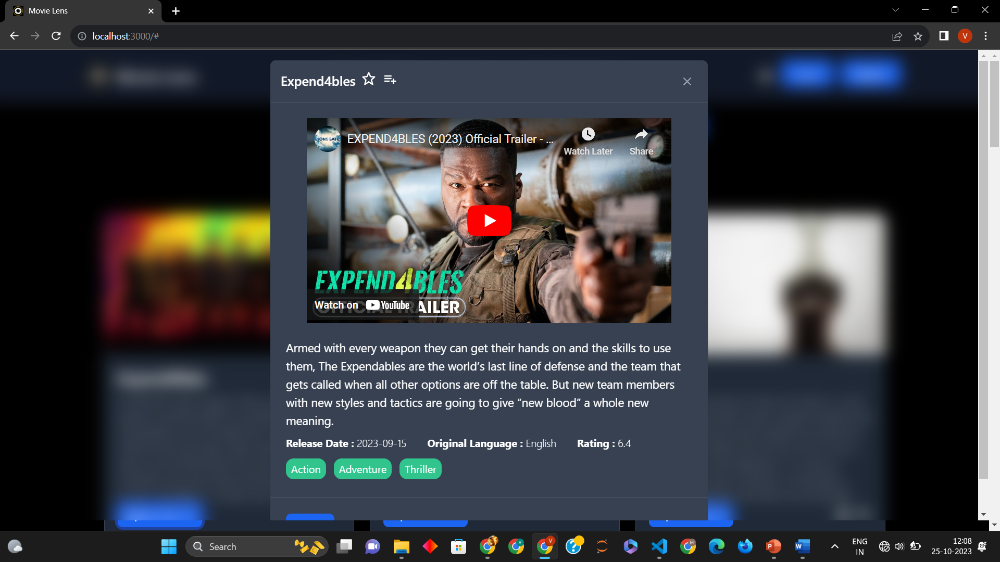 Movie Lens
localhost:3000/#
V
Expend4bles
LIONSGATE
EXPEND4BLES (2023) Official Trailer - ...
Watch Later
Share
EXPEND4BLES
Watch on YouTube
AILER
Armed with every weapon they can get their hands on and the skills to use
them, The Expendables are the world’s last line of defense and the team that
gets called when all other options are off the table. But new team members
with new styles and tactics are going to give “new blood” a whole new
meaning.
Release Date : 2023-09-15 Original Language : English Rating : 6.4
Action Adventure Thriller
Search
ENG
IN
12:08
25-10-2023